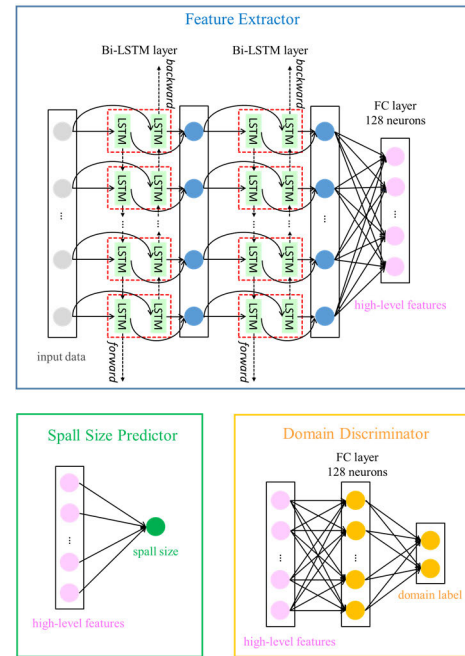 Feature Extractor
Bi-LSTM layer
Bi-LSTM layer
backward
backward
FC layer
128 neurons
LSTM
LSTM
LSTM
LSTM
LSTM
LSTM
LSTM
LSTM
...
...
...
...
...
...
...
LSTM
LSTM
LSTM
LSTM
LSTM
LSTM
LSTM
LSTM
high-level features
input data
forward
forward
Spall Size Predictor
...
spall size
high-level features
Domain Discriminator
FC layer
128 neurons
...
...
domain label
high-level features